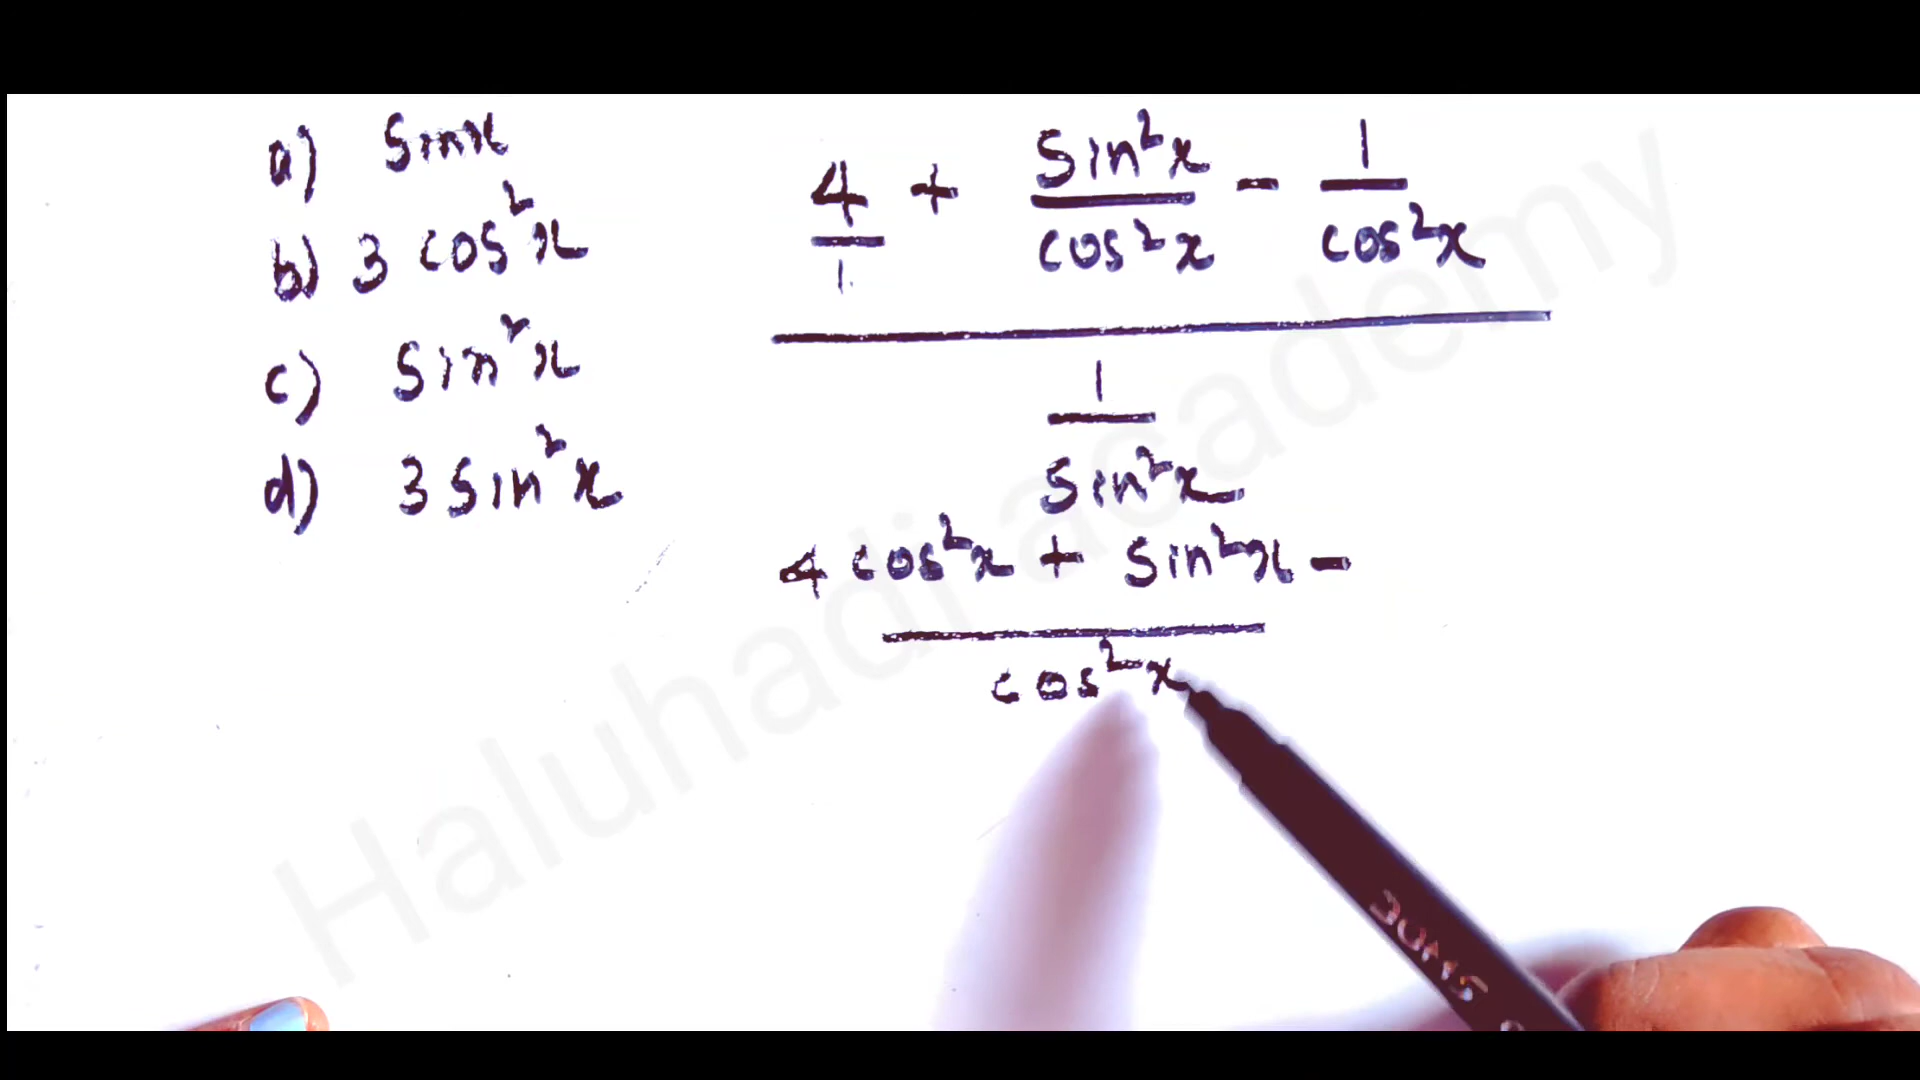 a) Sinx
b) 3 cos²x
c) Sin²x
d) 3 Sin²x
4/1 + Sin²x/cos²x - 1/cos²x
1/Sin²x
4 cos²x + Sin²x -
cos²x
Haluhadi academy